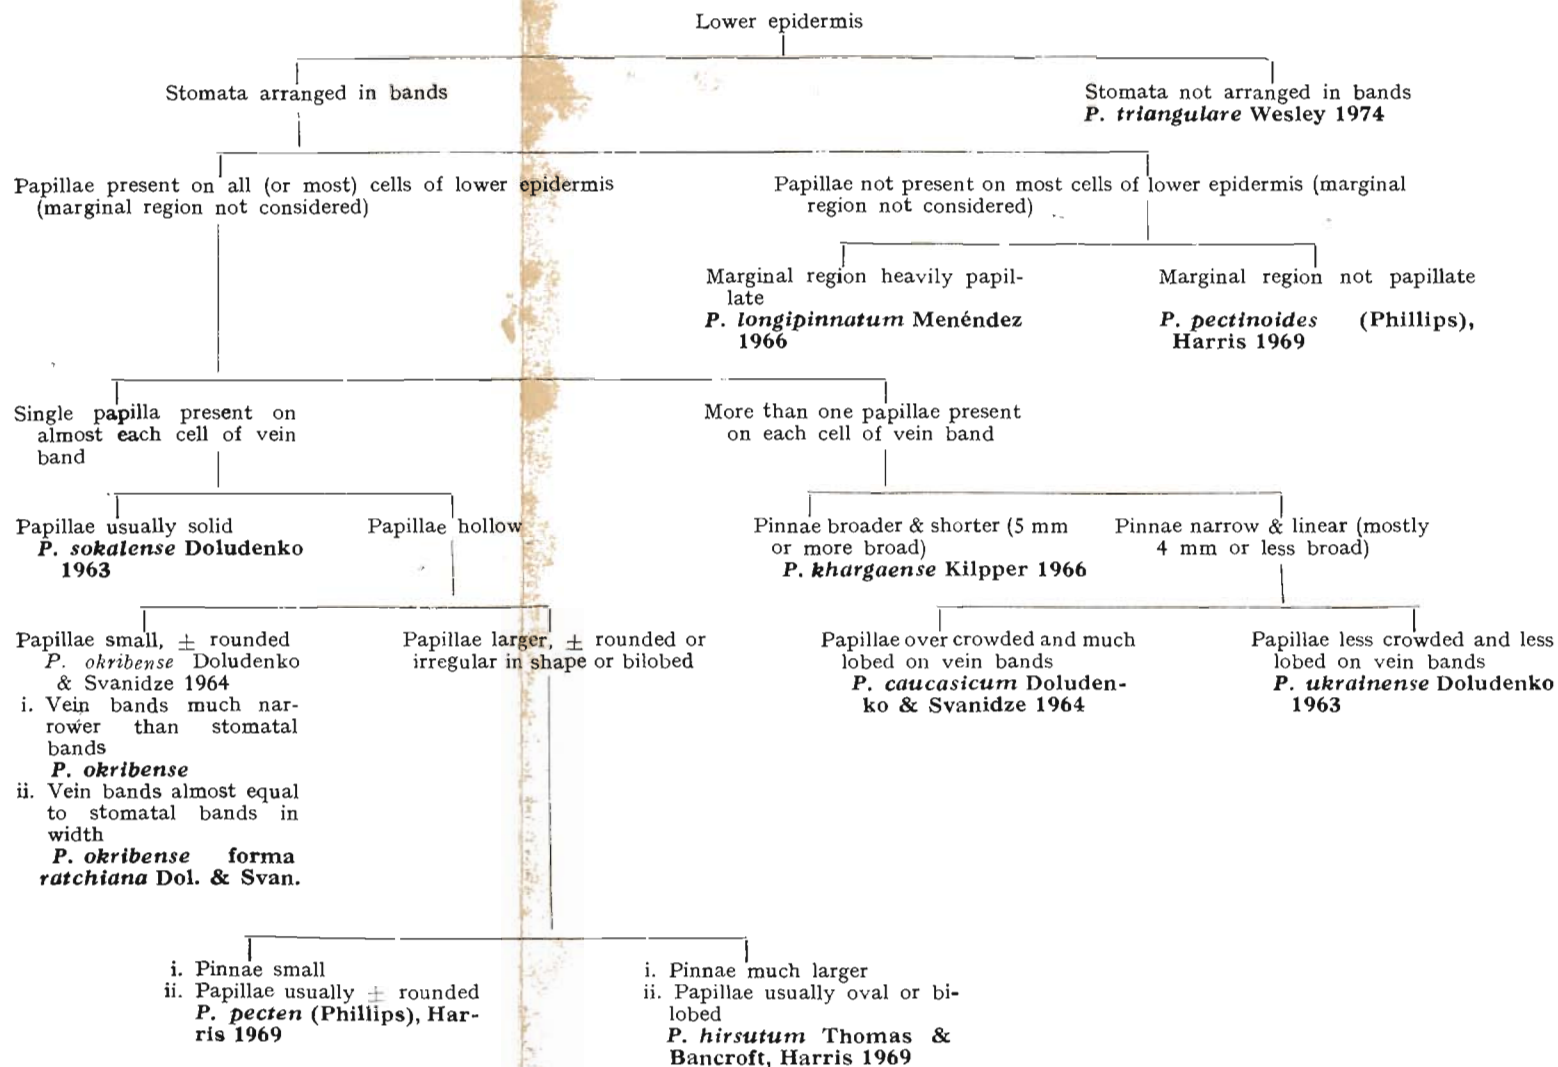 Lower epidermis
Stomata arranged in bands
Stomata not arranged in bands
P. triangulare Wesley 1974
Papillae present on all (or most) cells of lower epidermis
(marginal region not considered)
Papillae not present on most cells of lower epidermis (marginal
region not considered)
Marginal region heavily papil-
late
P. longipinnatum Menéndez
1966
Marginal region not papillate
P. pectinoides (Phillips),
Harris 1969
Single papilla present on
almost each cell of vein
band
More than one papillae present
on each cell of vein band
Papillae usually solid
P. sokalense Doludenko
1963
Papillae hollow
Pinnae broader & shorter (5 mm
or more broad)
P. khargaense Kilpper 1966
Pinnae narrow & linear (mostly
4 mm or less broad)
Papillae small, ± rounded
P. okribense Doludenko
& Svanidze 1964
i. Vein bands much nar-
rower than stomatal
bands
P. okribense
ii. Vein bands almost equal
to stomatal bands in
width
P. okribense forma
ratchiana Dol. & Svan.
Papillae larger, ± rounded or
irregular in shape or bilobed
Papillae over crowded and much
lobed on vein bands
P. caucasicum Doluden-
ko & Svanidze 1964
Papillae less crowded and less
lobed on vein bands
P. ukrainense Doludenko
1963
i. Pinnae small
ii. Papillae usually ± rounded
P. pecten (Phillips), Har-
ris 1969
i. Pinnae much larger
ii. Papillae usually oval or bi-
lobed
P. hirsutum Thomas &
Bancroft, Harris 1969